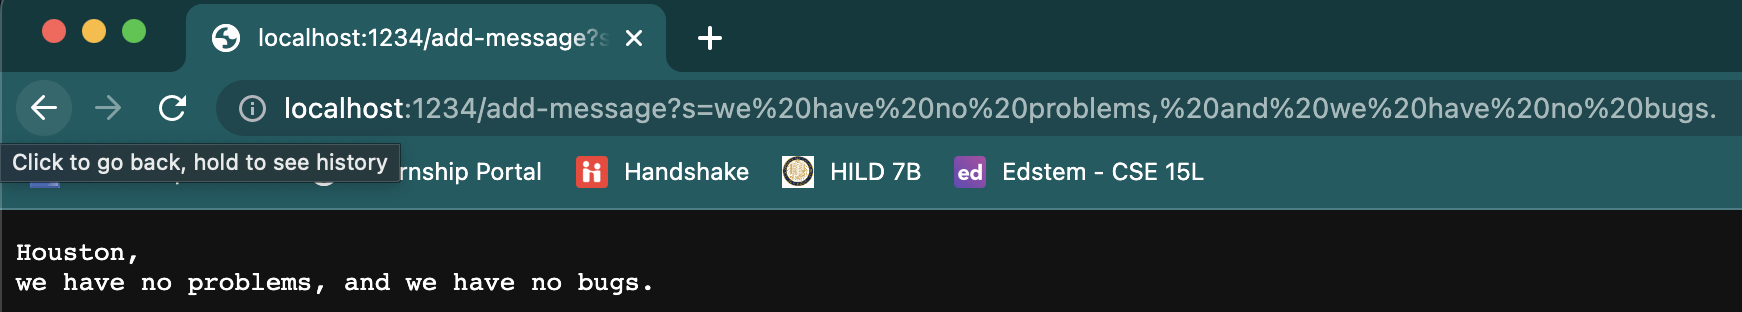 localhost:1234/add-message?s
localhost:1234/add-message?s=we%20have%20no%20problems,%20and%20we%20have%20no%20bugs.
Click to go back, hold to see history
rnship Portal
Handshake
HILD 7B
ed
Edstem - CSE 15L
Houston,
we have no problems, and we have no bugs.